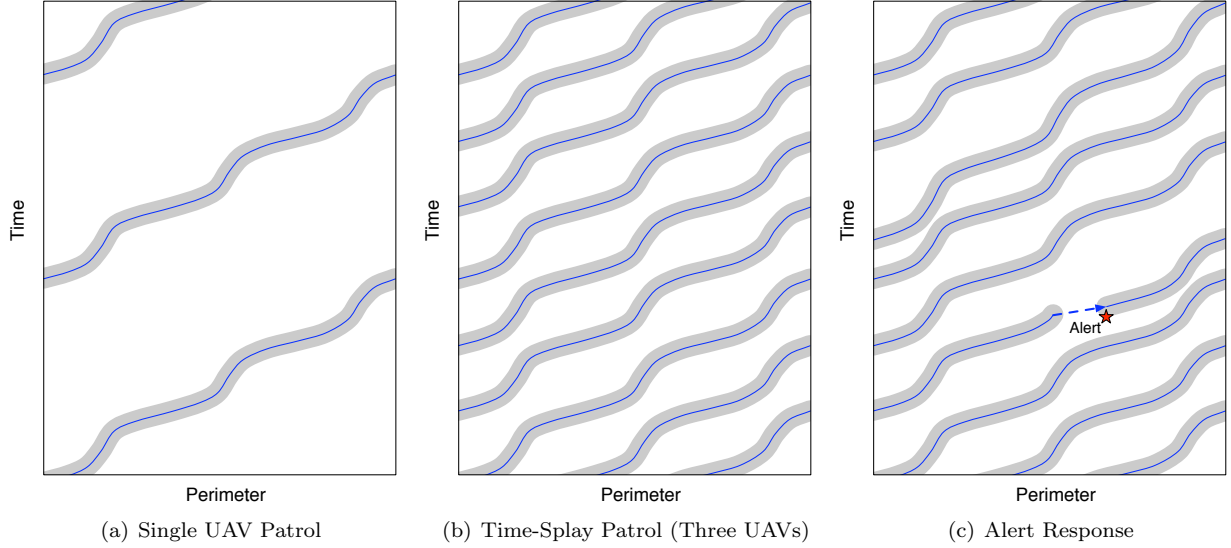 Time
Perimeter
(a) Single UAV Patrol
Time
Perimeter
(b) Time-Splay Patrol (Three UAVs)
Time
Alert
Perimeter
(c) Alert Response